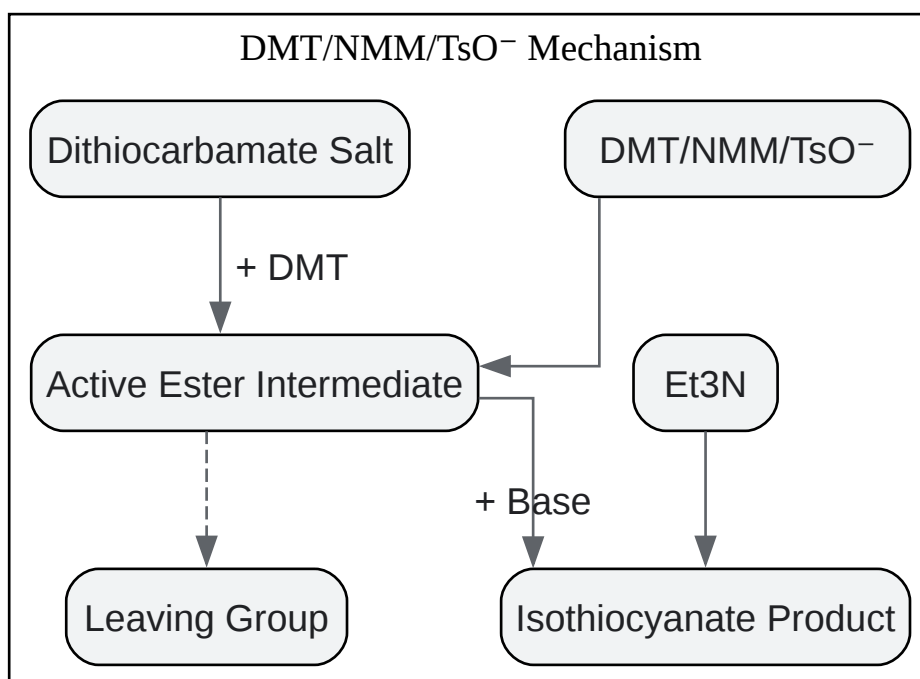 DMT/NMM/TsO⁻ Mechanism
Dithiocarbamate Salt
DMT/NMM/TsO⁻
+ DMT
Active Ester Intermediate
Et3N
+ Base
Leaving Group
Isothiocyanate Product